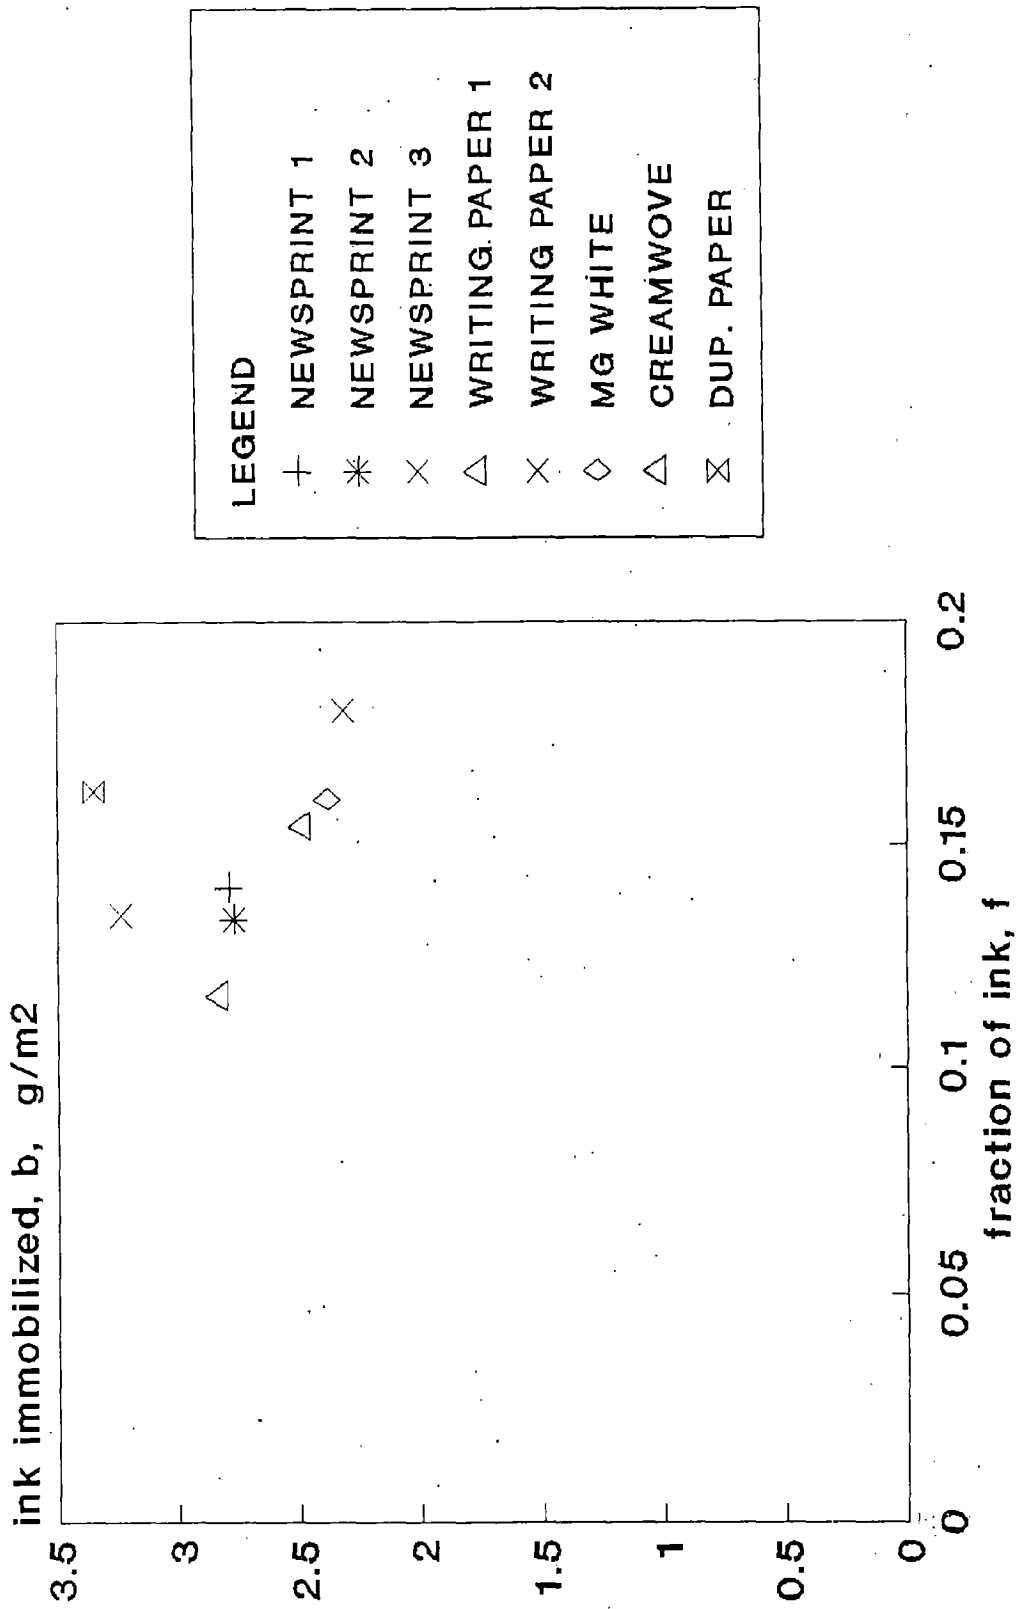 ink immobilized, b, g/m2
3.5
3
2.5
2
1.5
1
0.5
0
0
0.05
0.1
0.15
0.2
fraction of ink, f
LEGEND
NEWSPRINT 1
NEWSPRINT 2
NEWSPRINT 3
WRITING PAPER 1
WRITING PAPER 2
MG WHITE
CREAMWOVE
DUP. PAPER